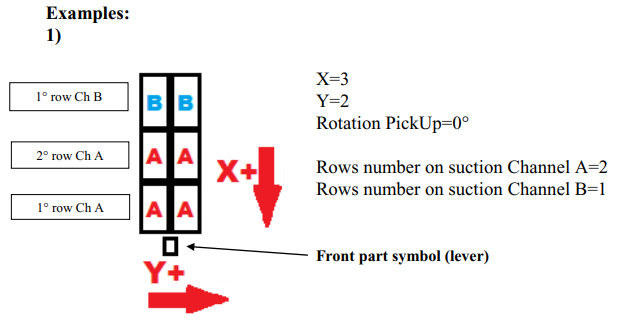 Examples:
1)
X=3
Y=2
Rotation PickUp=0°
1° row Ch B
B B
2° row Ch A
A A
X+
Rows number on suction Channel A=2
Rows number on suction Channel B=1
1° row Ch A
A A
Front part symbol (lever)
Y+